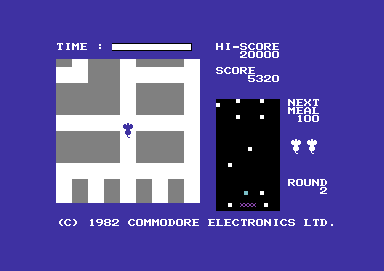 TIME :
HI-SCORE
20000
SCORE
5320
NEXT
MEAL
100
ROUND
2
(C) 1982 COMMODORE ELECTRONICS LTD.